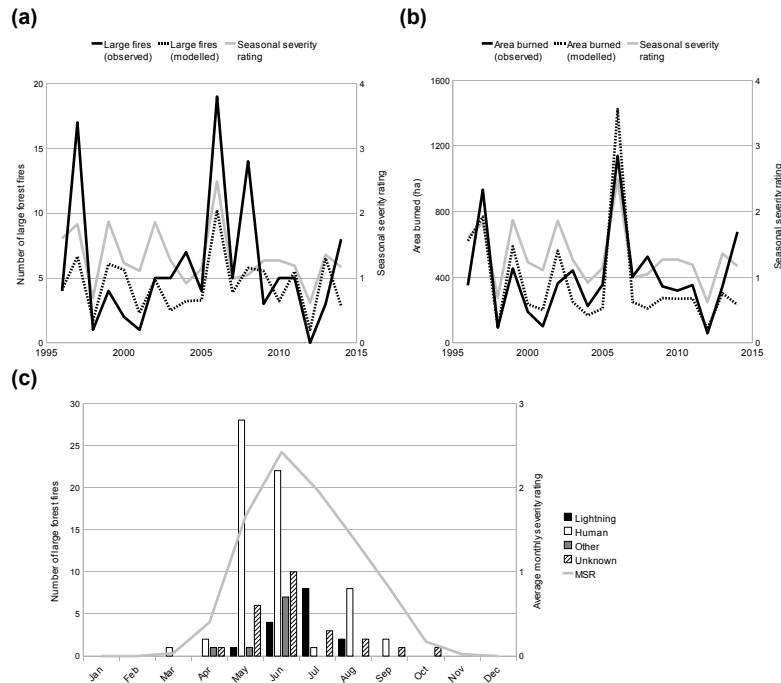 (a)
Large fires (observed)
Large fires (modelled)
Seasonal severity rating
20
15
10
5
0
4
3
2
1
0
1995
2000
2005
2010
2015
Number of large forest fires
Seasonal severity rating
(b)
Area burned (observed)
Area burned (modelled)
Seasonal severity rating
1600
1200
800
400
0
4
3
2
1
0
1995
2000
2005
2010
2015
Area burned (ha)
Seasonal severity rating
(c)
30
25
20
15
10
5
0
3
2
1
0
Jan
Feb
Mar
Apr
May
Jun
Jul
Aug
Sep
Oct
Nov
Dec
Number of large forest fires
Average monthly severity rating
Lightning
Human
Other
Unknown
MSR